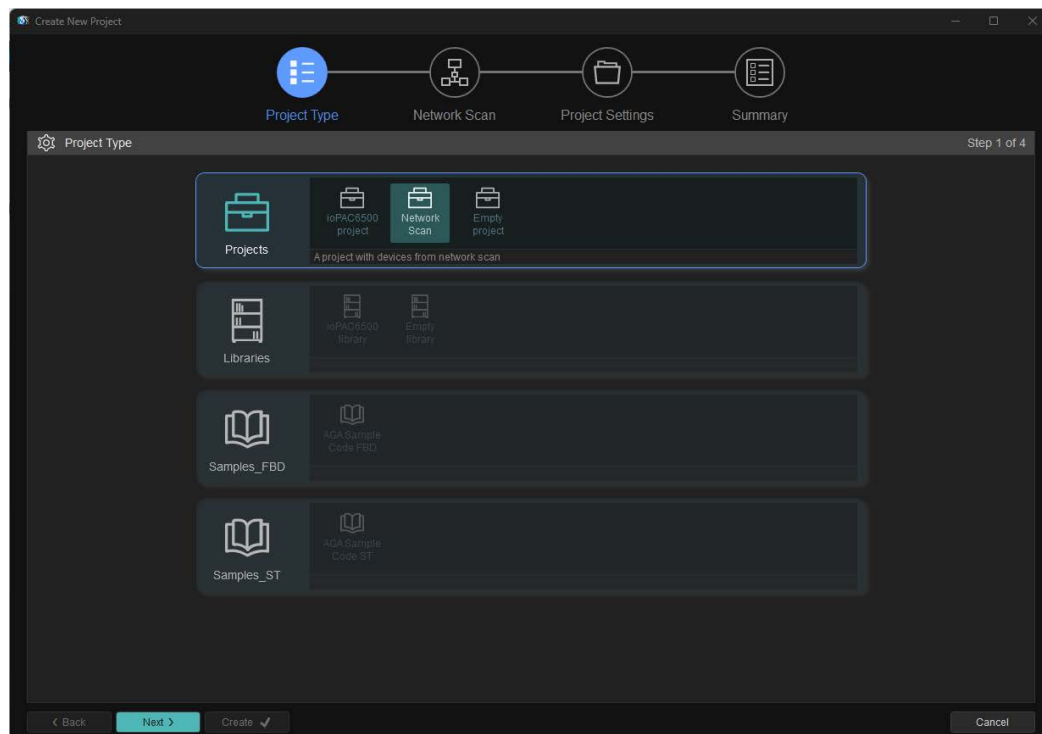 Create New Project
Project Type
Network Scan
Project Settings
Summary
Project Type
Step 1 of 4
Projects
ioPAC6500
project
Network
Scan
Empty
project
A project with devices from network scan
Libraries
ioPAC6500
library
Empty
library
Samples_FBD
AGA Sample
Code FBD
Samples_ST
AGA Sample
Code ST
< Back
Next >
Create
Cancel